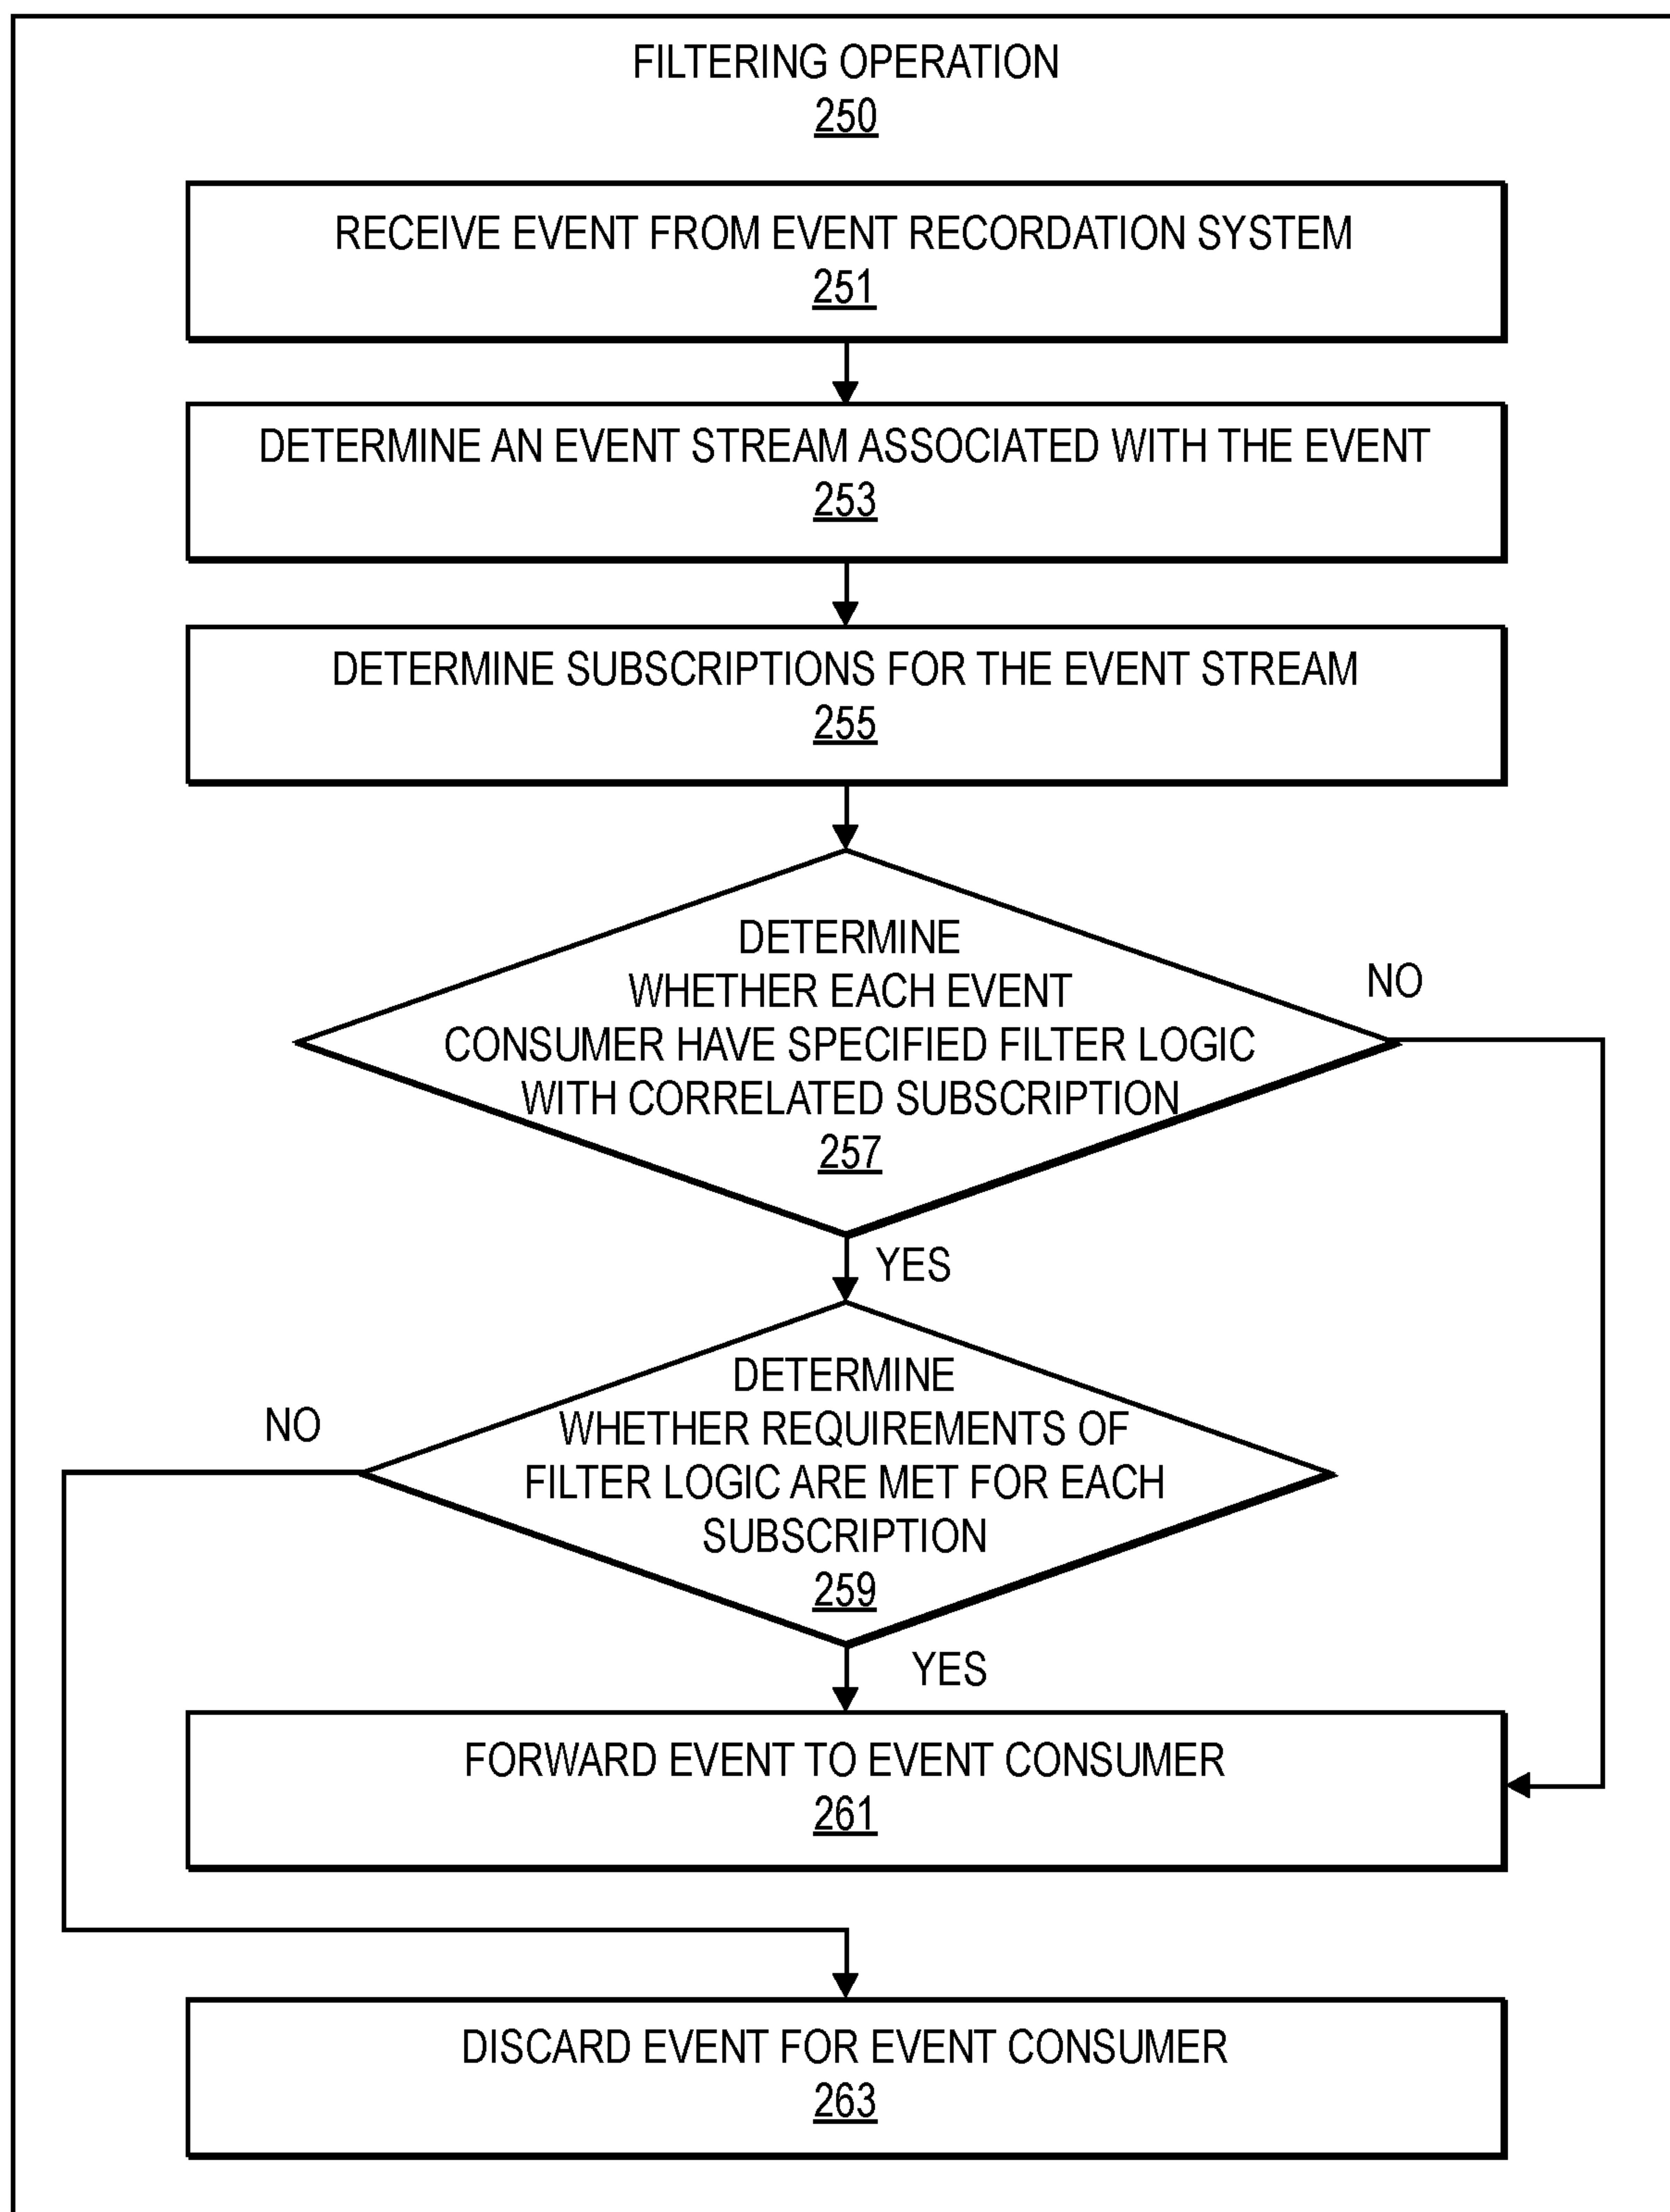 FILTERING OPERATION
250
RECEIVE EVENT FROM EVENT RECORDATION SYSTEM
251
DETERMINE AN EVENT STREAM ASSOCIATED WITH THE EVENT
253
DETERMINE SUBSCRIPTIONS FOR THE EVENT STREAM
255
DETERMINE
WHETHER EACH EVENT
CONSUMER HAVE SPECIFIED FILTER LOGIC
WITH CORRELATED SUBSCRIPTION
257
NO
YES
DETERMINE
WHETHER REQUIREMENTS OF
FILTER LOGIC ARE MET FOR EACH
SUBSCRIPTION
259
NO
YES
FORWARD EVENT TO EVENT CONSUMER
261
DISCARD EVENT FOR EVENT CONSUMER
263